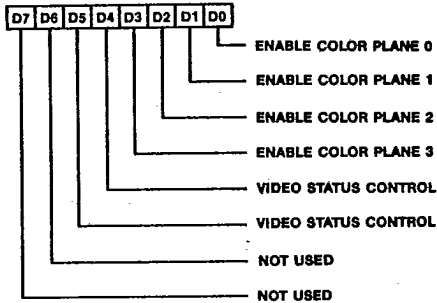 D7 D6 D5 D4 D3 D2 D1 D0
ENABLE COLOR PLANE 0
ENABLE COLOR PLANE 1
ENABLE COLOR PLANE 2
ENABLE COLOR PLANE 3
VIDEO STATUS CONTROL
VIDEO STATUS CONTROL
NOT USED
NOT USED